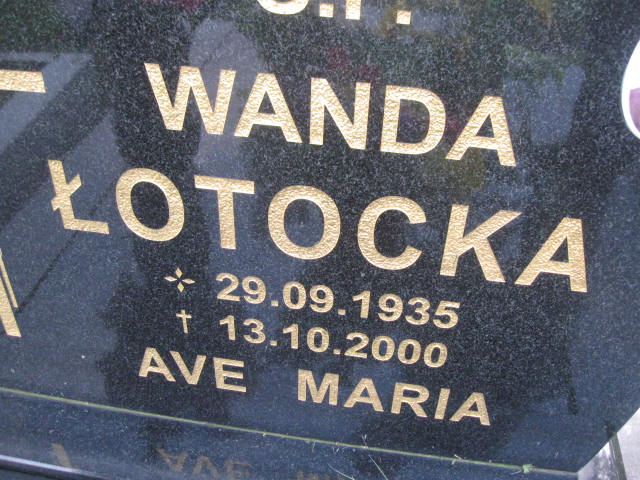 Ś.P.
WANDA
ŁOTOCKA
29.09.1935
† 13.10.2000
AVE MARIA